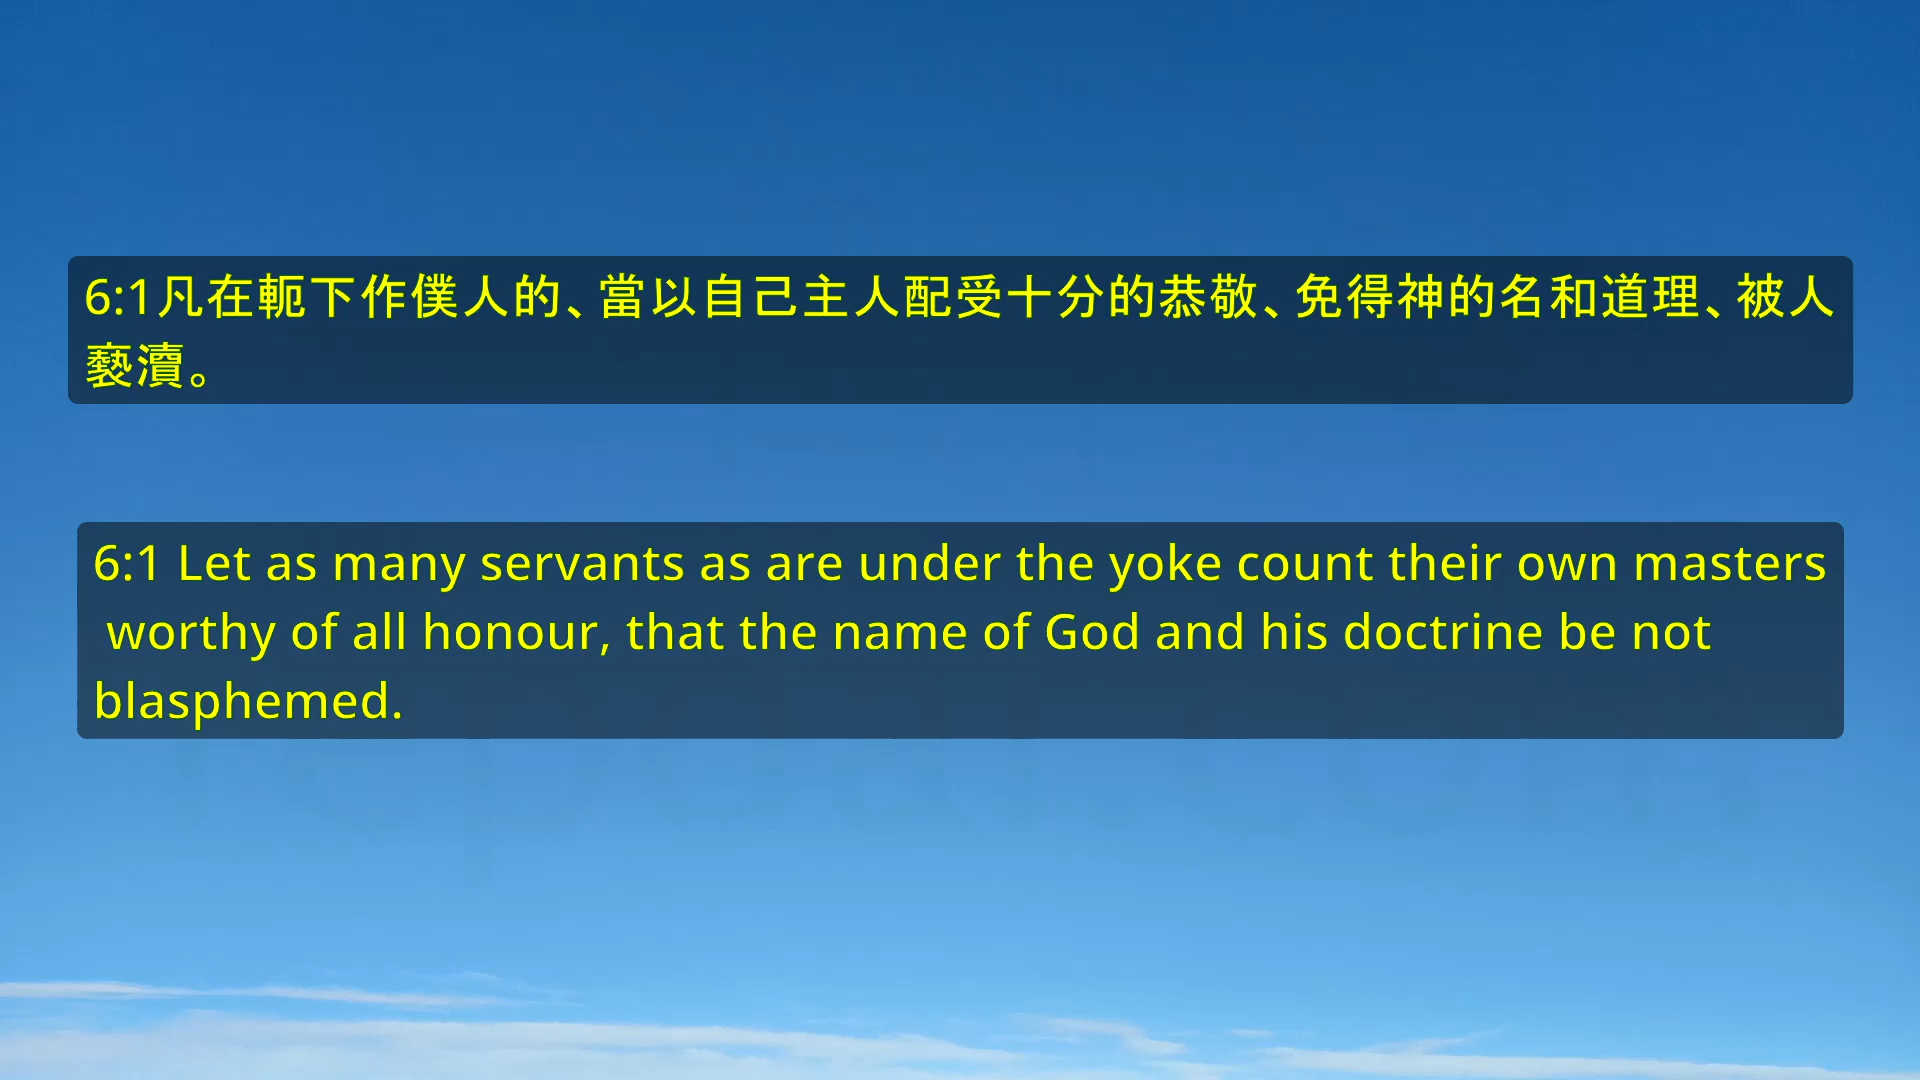 6:1凡在軛下作僕人的、當以自己主人配受十分的恭敬、免得神的名和道理、被人
褻瀆。
6:1 Let as many servants as are under the yoke count their own masters
worthy of all honour, that the name of God and his doctrine be not
blasphemed.